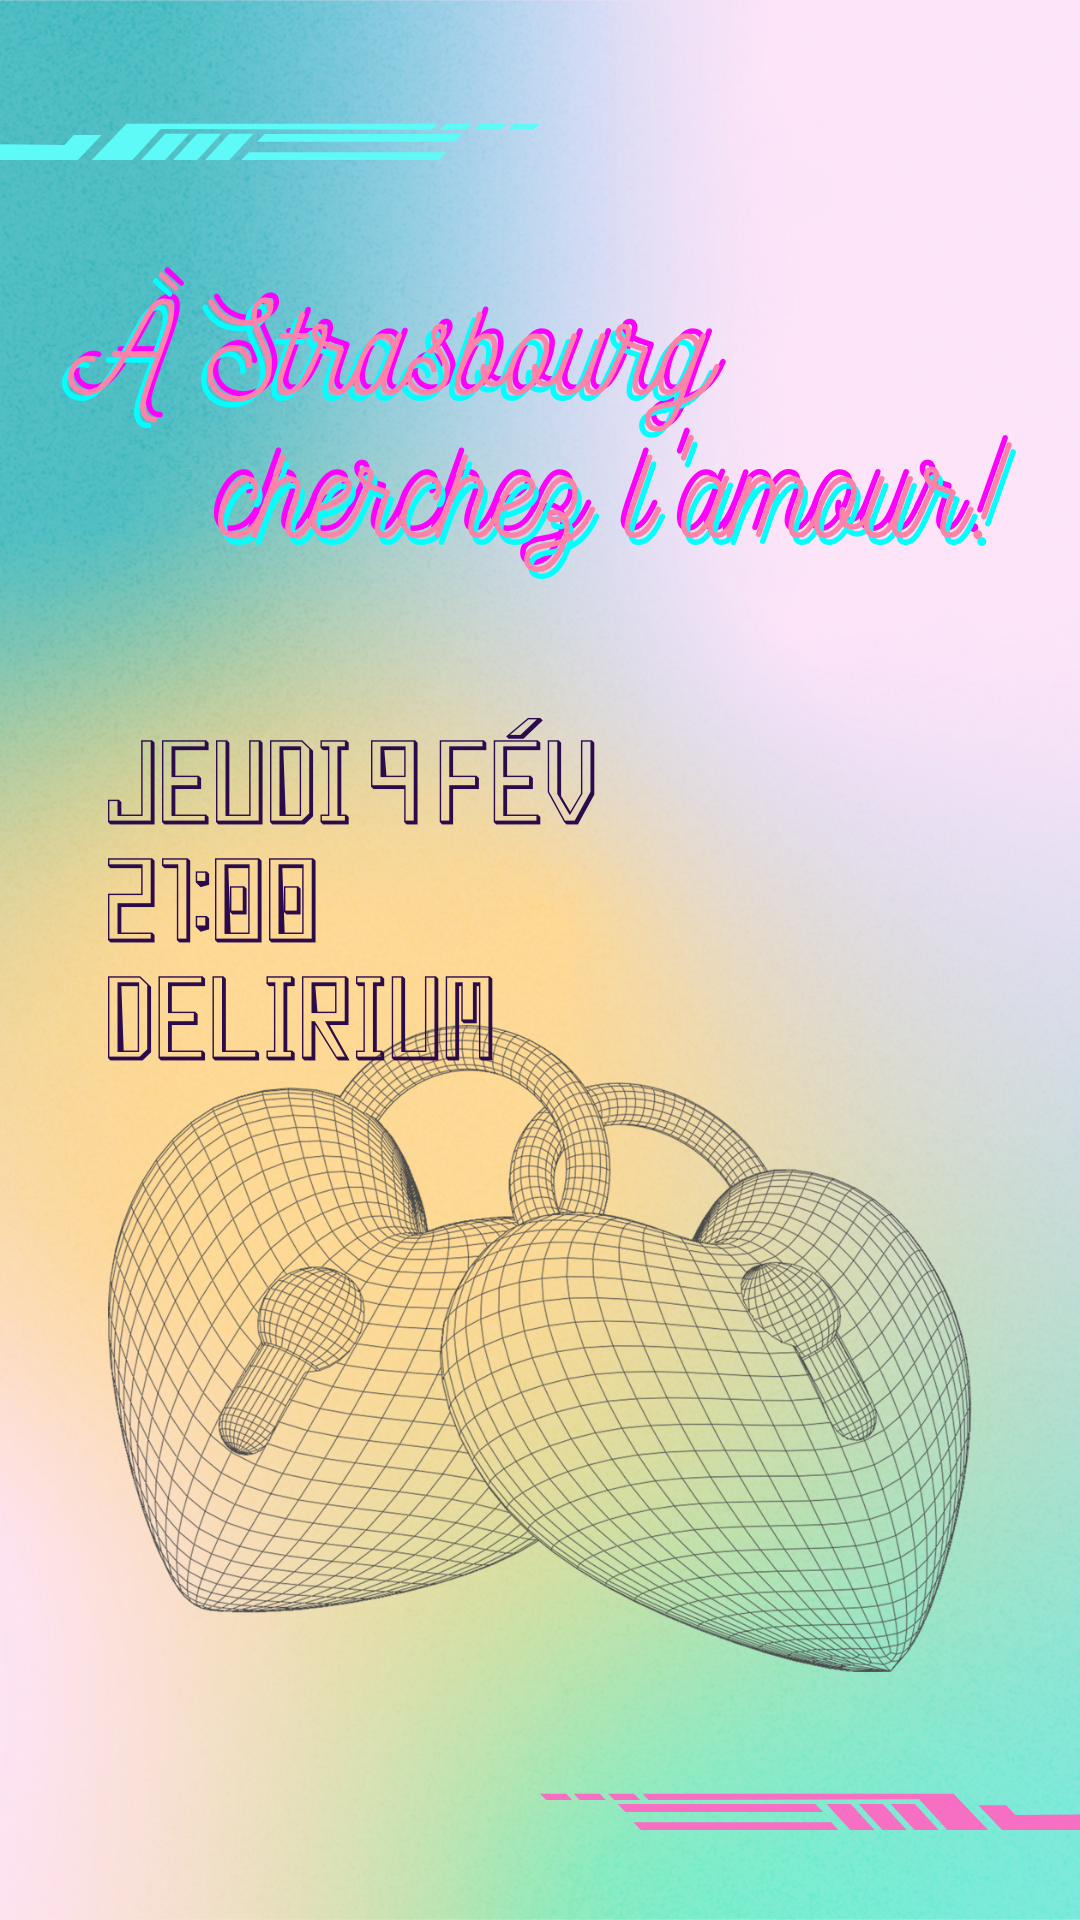 À Strasbourg
cherchez l'amour!
JEUDI 9 FÉV
21:00
DELIRIUM